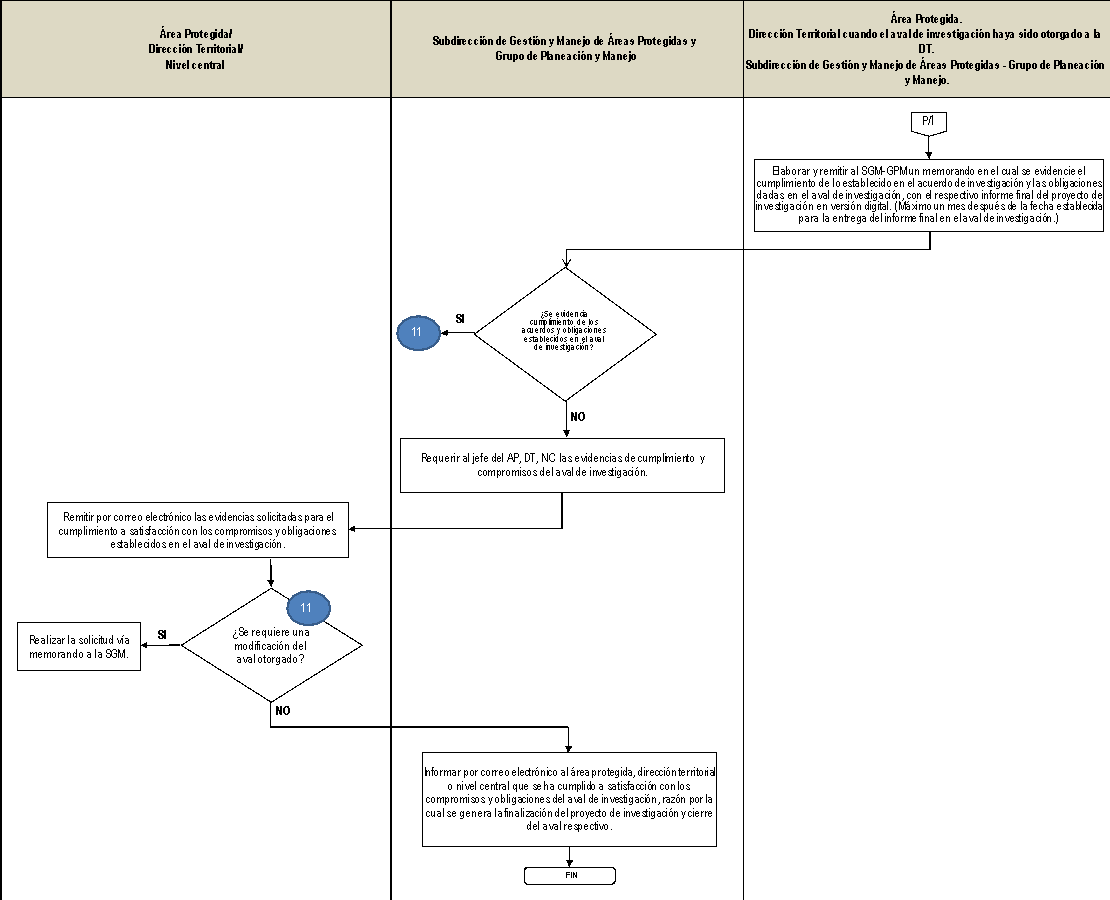 Área Protegida/
Dirección Territorial/
Nivel central
Subdirección de Gestión y Manejo de Áreas Protegidas y
Grupo de Planeación y Manejo
Área Protegida.
Dirección Territorial cuando el aval de investigación haya sido otorgado a la
DT.
Subdirección de Gestión y Manejo de Áreas Protegidas - Grupo de Planeación
y Manejo.
P/I
Elaborar y remitir al SGM-GPM un memorando en el cual se evidencie el
cumplimiento de lo establecido en el acuerdo de investigación y las obligaciones
dadas en el aval de investigación, con el respectivo informe final del proyecto de
investigación en versión digital. (Máximo un mes después de la fecha establecida
para la entrega del informe final en el aval de investigación.)
¿Se evidencia
cumplimiento de los
acuerdos y obligaciones
establecidos en el aval
de investigación?
SI
11
NO
Requerir al jefe del AP, DT, NC las evidencias de cumplimiento y
compromisos del aval de investigación.
Remitir por correo electrónico las evidencias solicitadas para el
cumplimiento a satisfacción con los compromisos y obligaciones
establecidos en el aval de investigación.
11
¿Se requiere una
modificación del
aval otorgado?
SI
Realizar la solicitud vía
memorando a la SGM.
NO
Informar por correo electrónico al área protegida, dirección territorial
o nivel central que se ha cumplido a satisfacción con los
compromisos y obligaciones del aval de investigación, razón por la
cual se genera la finalización del proyecto de investigación y cierre
del aval respectivo.
FIN